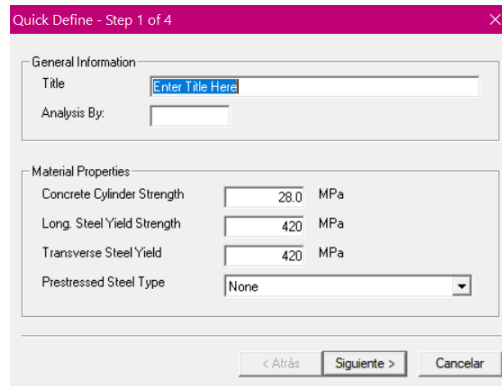 Quick Define - Step 1 of 4
General Information
Title Enter Title Here
Analysis By:
Material Properties
Concrete Cylinder Strength 28.0 MPa
Long. Steel Yield Strength 420 MPa
Transverse Steel Yield 420 MPa
Prestressed Steel Type None
< Atrás Siguiente > Cancelar